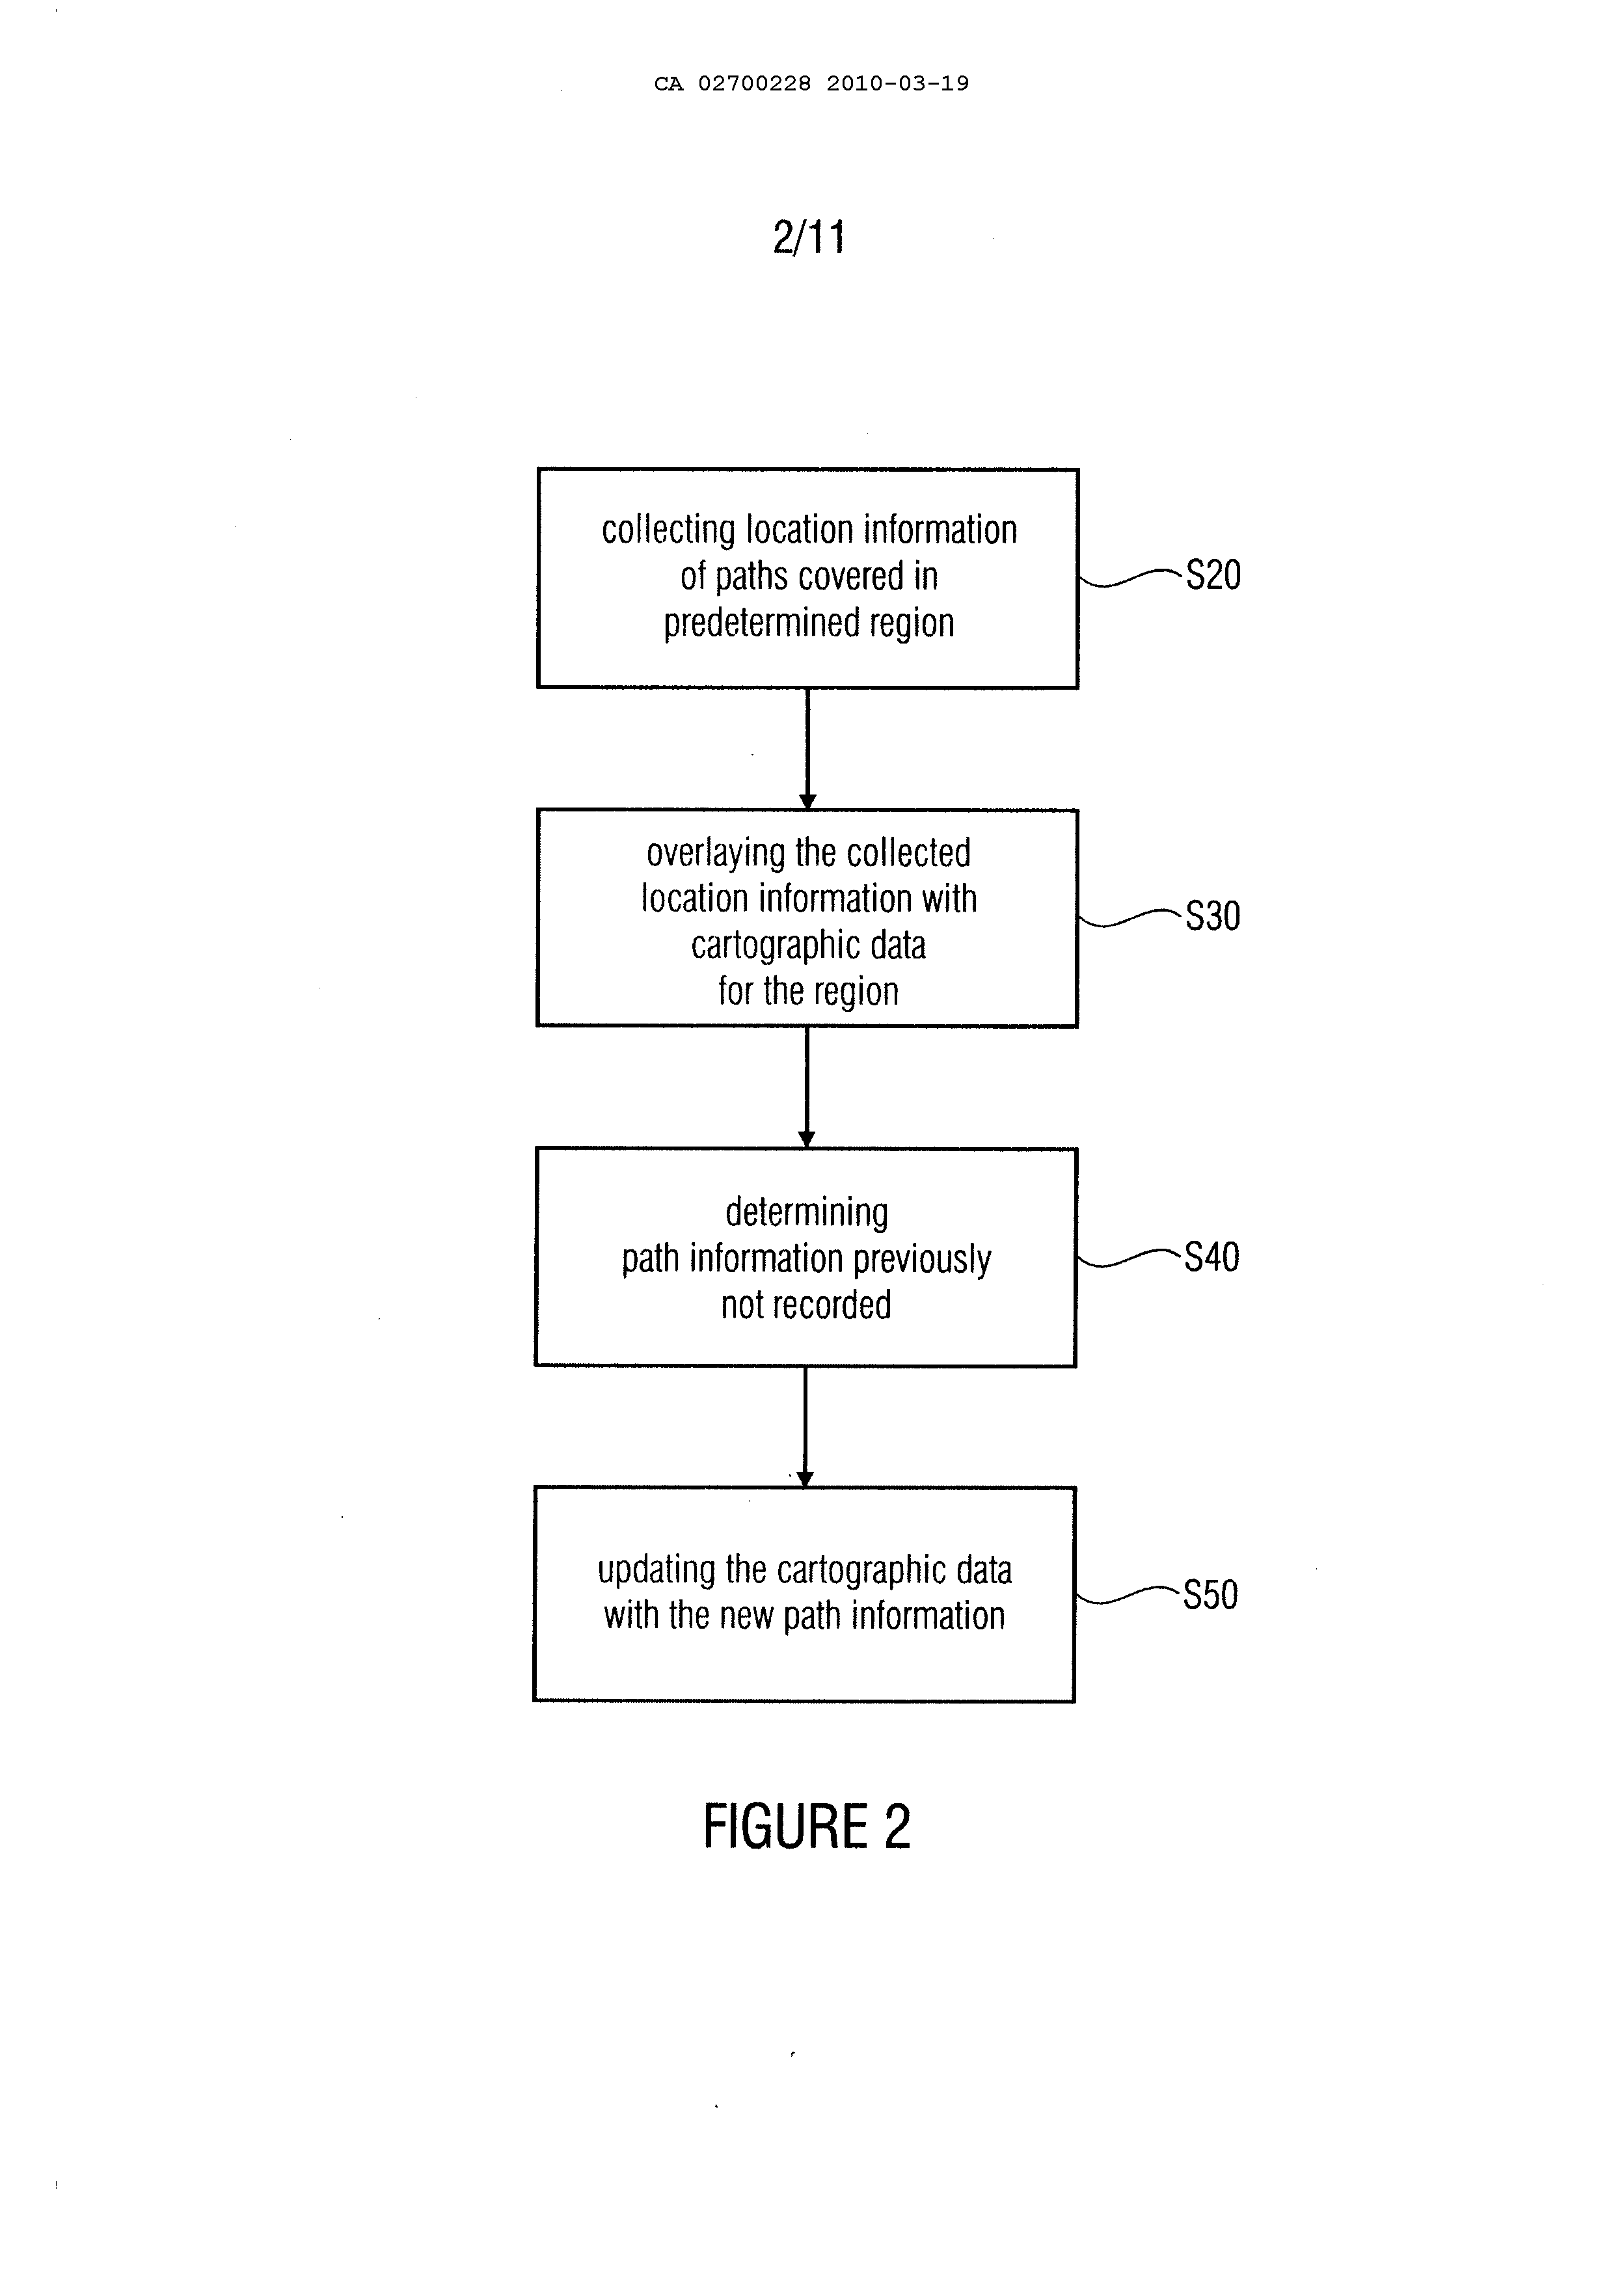 CA 02700228 2010-03-19
2/11
collecting location information
of paths covered in
predetermined region
S20
overlaying the collected
location information with
cartographic data
for the region
S30
determining
path information previously
not recorded
S40
updating the cartographic data
with the new path information
S50
FIGURE 2